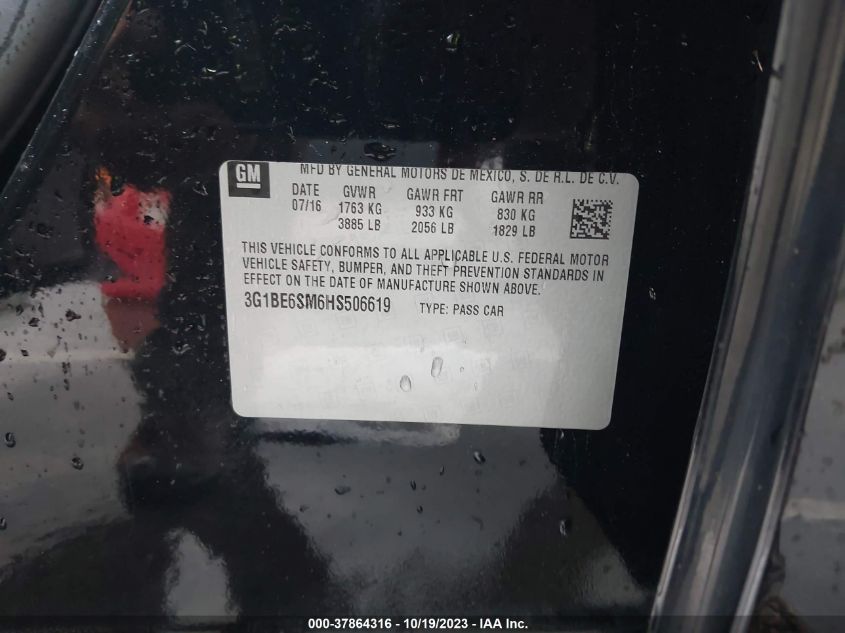 GM
MFD BY GENERAL MOTORS DE MEXICO, S. DE R.L. DE C.V.
DATE GVWR GAWR FRT GAWR RR
07/16 1763 KG 933 KG 830 KG
3885 LB 2056 LB 1829 LB
THIS VEHICLE CONFORMS TO ALL APPLICABLE U.S. FEDERAL MOTOR
VEHICLE SAFETY, BUMPER, AND THEFT PREVENTION STANDARDS IN
EFFECT ON THE DATE OF MANUFACTURE SHOWN ABOVE.
3G1BE6SM6HS506619 TYPE: PASS CAR
000-37864316 - 10/19/2023 - IAA Inc.